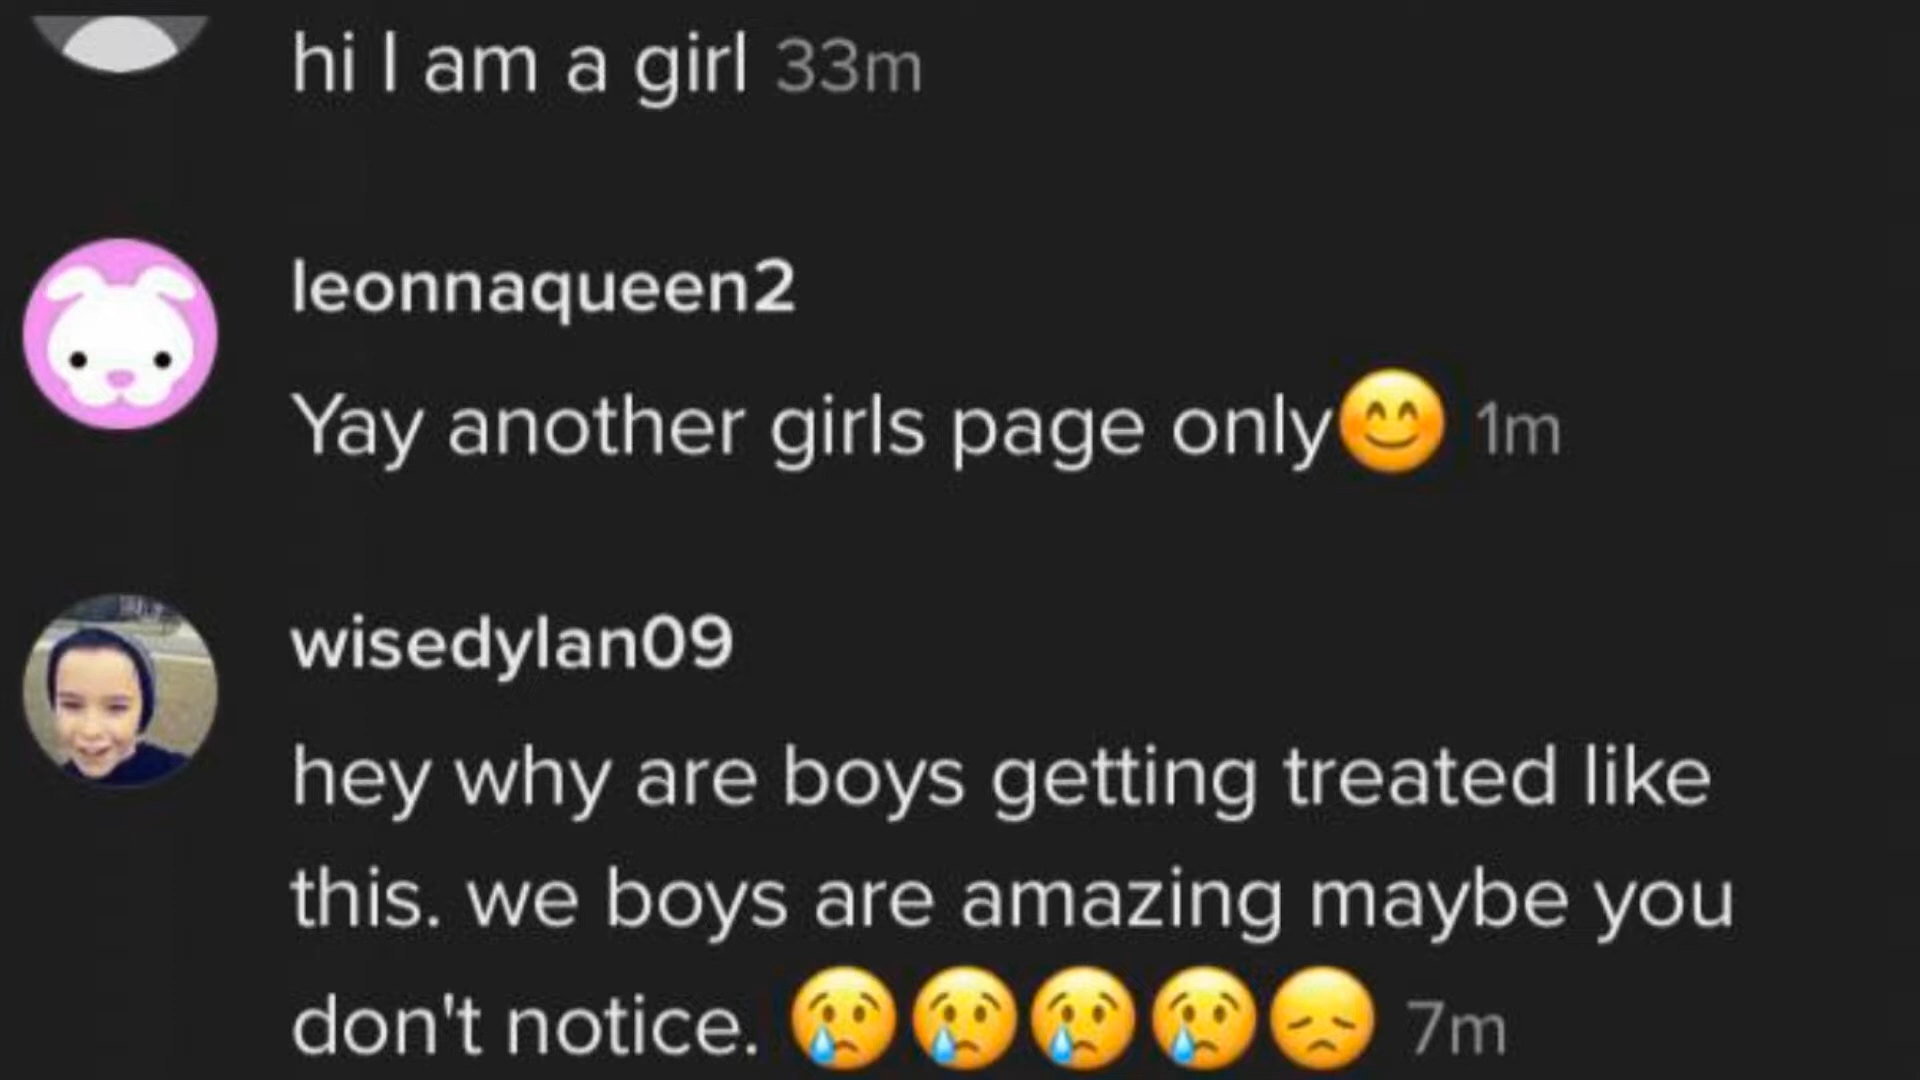 hi I am a girl 33m
leonnaqueen2
Yay another girls page only😊 1m
wisedylan09
hey why are boys getting treated like
this. we boys are amazing maybe you
don't notice. 😢😢😢😢😞 7m